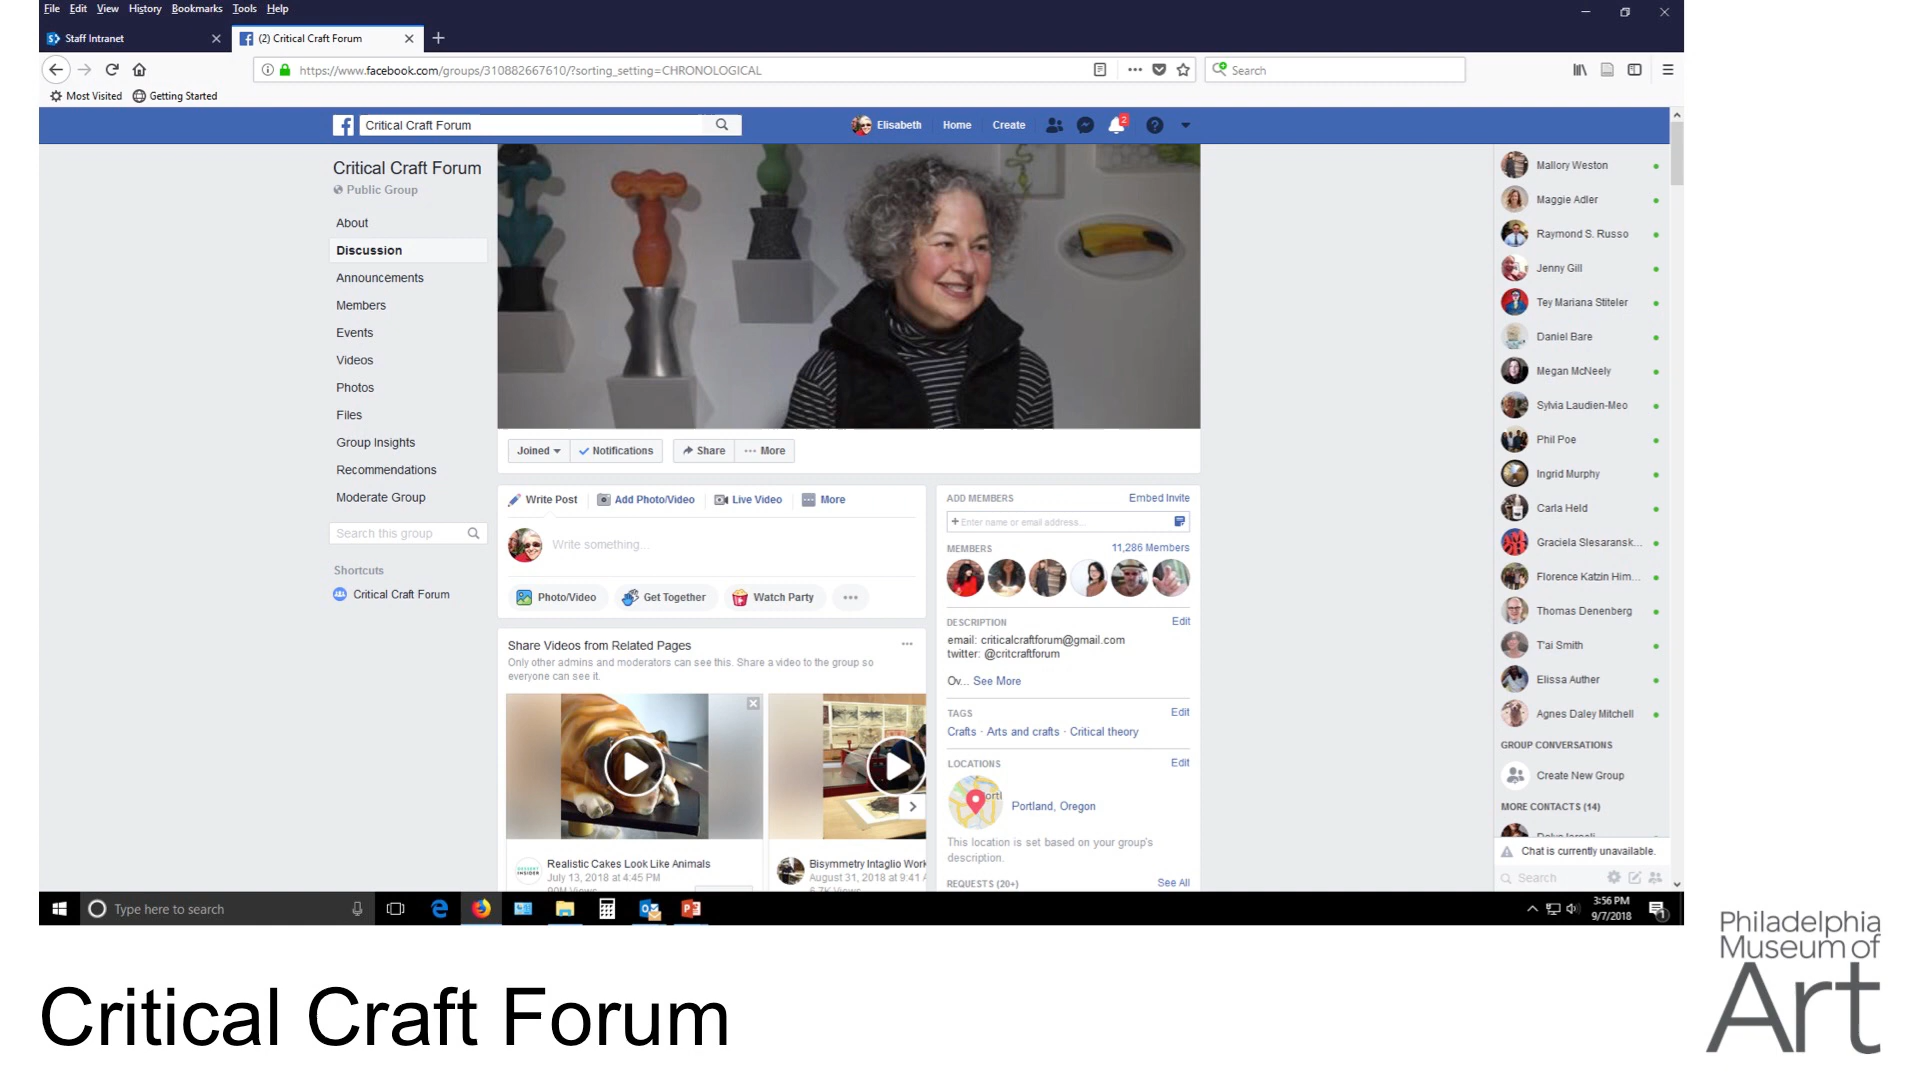 File Edit View History Bookmarks Tools Help
Staff Intranet
(2) Critical Craft Forum
https://www.facebook.com/groups/310882667610/?sorting_setting=CHRONOLOGICAL
Search
Most Visited Getting Started
Critical Craft Forum
Elisabeth Home Create 2
Critical Craft Forum
Public Group
About
Discussion
Announcements
Members
Events
Videos
Photos
Files
Group Insights
Recommendations
Moderate Group
Search this group
Shortcuts
Critical Craft Forum
Joined Notifications Share More
Write Post Add Photo/Video Live Video More
Write something...
Photo/Video Get Together Watch Party
Share Videos from Related Pages
Only other admins and moderators can see this. Share a video to the group so
everyone can see it.
Realistic Cakes Look Like Animals
July 13, 2018 at 4:45 PM
Bisymmetry Intaglio Work
August 31, 2018 at 9:41 A
ADD MEMBERS Embed Invite
Enter name or email address...
MEMBERS 11,286 Members
DESCRIPTION Edit
email: criticalcraftforum@gmail.com
twitter: @critcraftforum
Ov... See More
TAGS Edit
Crafts · Arts and crafts · Critical theory
LOCATIONS Edit
Portland, Oregon
This location is set based on your group's
description.
REQUESTS (20+) See All
Mallory Weston
Maggie Adler
Raymond S. Russo
Jenny Gill
Tey Mariana Stiteler
Daniel Bare
Megan McNeely
Sylvia Laudien-Meo
Phil Poe
Ingrid Murphy
Carla Held
Graciela Slesaransk...
Florence Katzin Him...
Thomas Denenberg
T'ai Smith
Elissa Auther
Agnes Daley Mitchell
GROUP CONVERSATIONS
Create New Group
MORE CONTACTS (14)
Chat is currently unavailable.
Search
Type here to search
3:56 PM
9/7/2018
1
Critical Craft Forum
Philadelphia
Museum of
Art